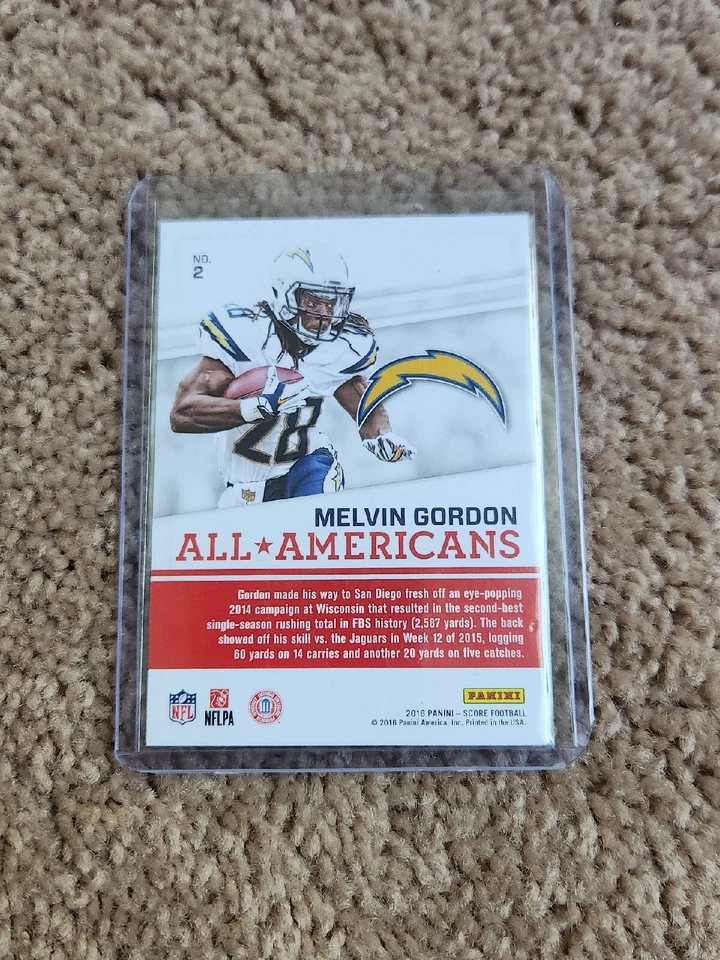 NO.
2
28
MELVIN GORDON
ALL★AMERICANS
Gordon made his way to San Diego fresh off an eye-popping
2014 campaign at Wisconsin that resulted in the second-best
single-season rushing total in FBS history (2,587 yards). The back
showed off his skill vs. the Jaguars in Week 12 of 2015, logging
60 yards on 14 carries and another 20 yards on five catches.
NFL
NFLPA
PANINI
2016 PANINI – SCORE FOOTBALL
© 2016 Panini America, Inc. Printed in the USA.